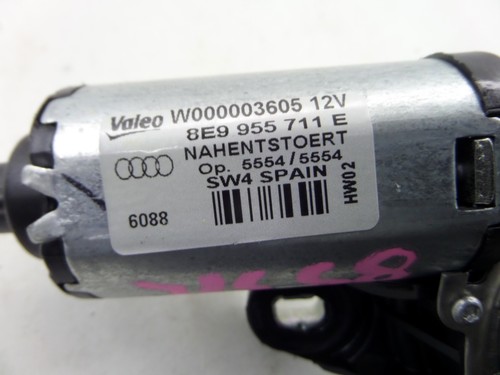 Valeo W000003605 12V
8E9 955 711 E
NAHENTSTOERT
Op. 5554/5554
SW4 SPAIN
HW02
6088